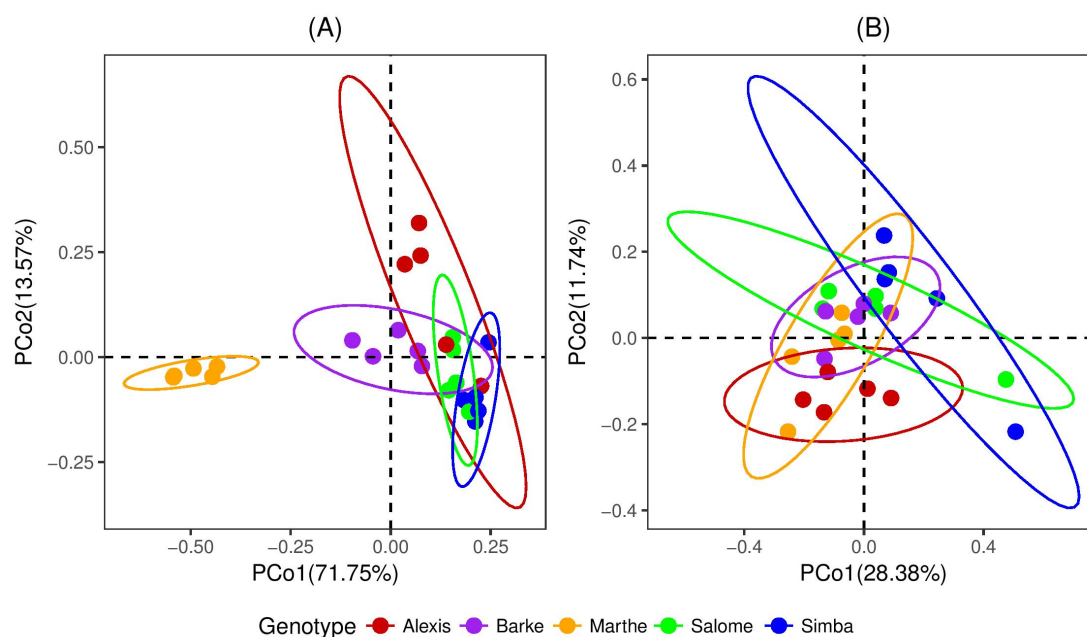 (A) (B)
0.50
0.25
0.00
−0.25
PCo2(13.57%)
−0.50 −0.25 0.00 0.25
PCo1(71.75%)
0.6
0.4
0.2
0.0
−0.2
−0.4
PCo2(11.74%)
−0.4 0.0 0.4
PCo1(28.38%)
Genotype Alexis Barke Marthe Salome Simba